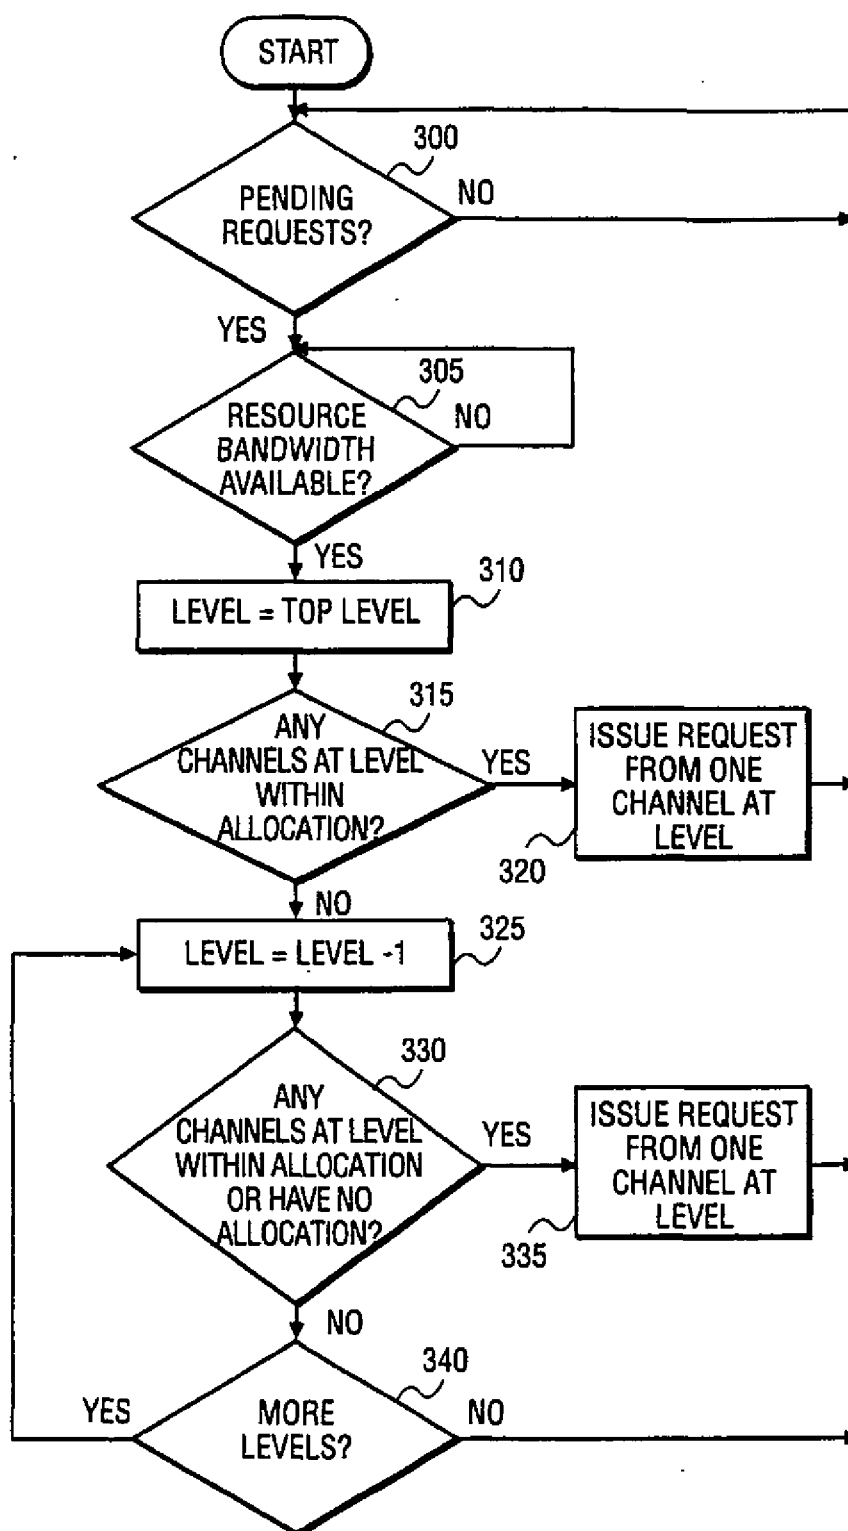 START
300
PENDING
REQUESTS?
NO
YES
305
RESOURCE
BANDWIDTH
AVAILABLE?
NO
YES
310
LEVEL = TOP LEVEL
315
ANY
CHANNELS AT LEVEL
WITHIN
ALLOCATION?
YES
ISSUE REQUEST
FROM ONE
CHANNEL AT
LEVEL
320
NO
325
LEVEL = LEVEL -1
330
ANY
CHANNELS AT LEVEL
WITHIN ALLOCATION
OR HAVE NO
ALLOCATION?
YES
ISSUE REQUEST
FROM ONE
CHANNEL AT
LEVEL
335
NO
340
YES
MORE
LEVELS?
NO